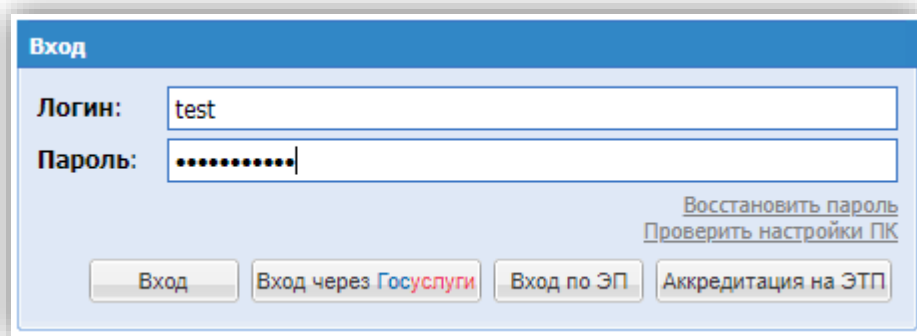 Вход
Логин: test
Пароль: •••••••••••
Восстановить пароль
Проверить настройки ПК
Вход Вход через Госуслуги Вход по ЭП Аккредитация на ЭТП